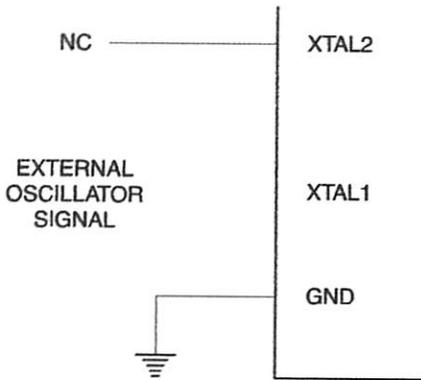 NC
XTAL2
EXTERNAL
OSCILLATOR
SIGNAL
XTAL1
GND